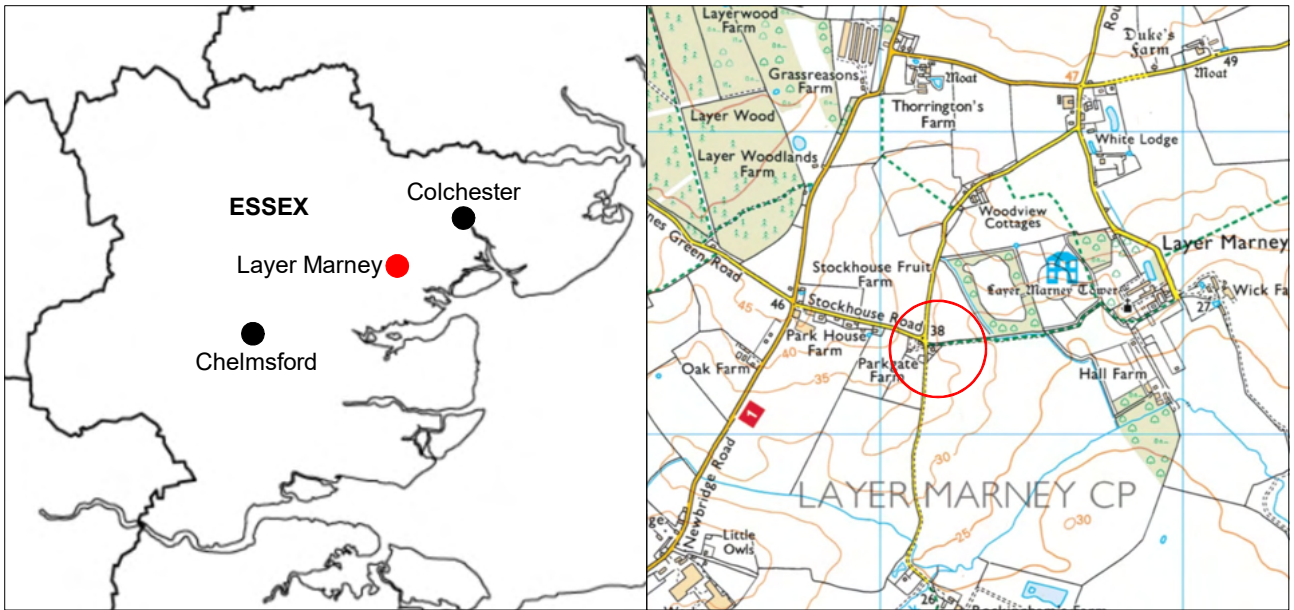 ESSEX
Colchester
Layer Marney
Chelmsford
Layerwood
Farm
Grassreasons
Farm
Moat
Thorrington's
Farm
47
Duke's
Farm
Moat
49
Layer Wood
Layer Woodlands
Farm
White Lodge
Woodview
Cottages
nes Green Road
Stockhouse Fruit
Farm
Layer Marney
Layer Marney Tower
Wick Fa
27
45
46
Stockhouse Road
38
Park House
Farm
Parkgate
Farm
Oak Farm
40
35
Hall Farm
1
30
Newbridge Road
LAYER MARNEY CP
25
30
Little
Owls
26